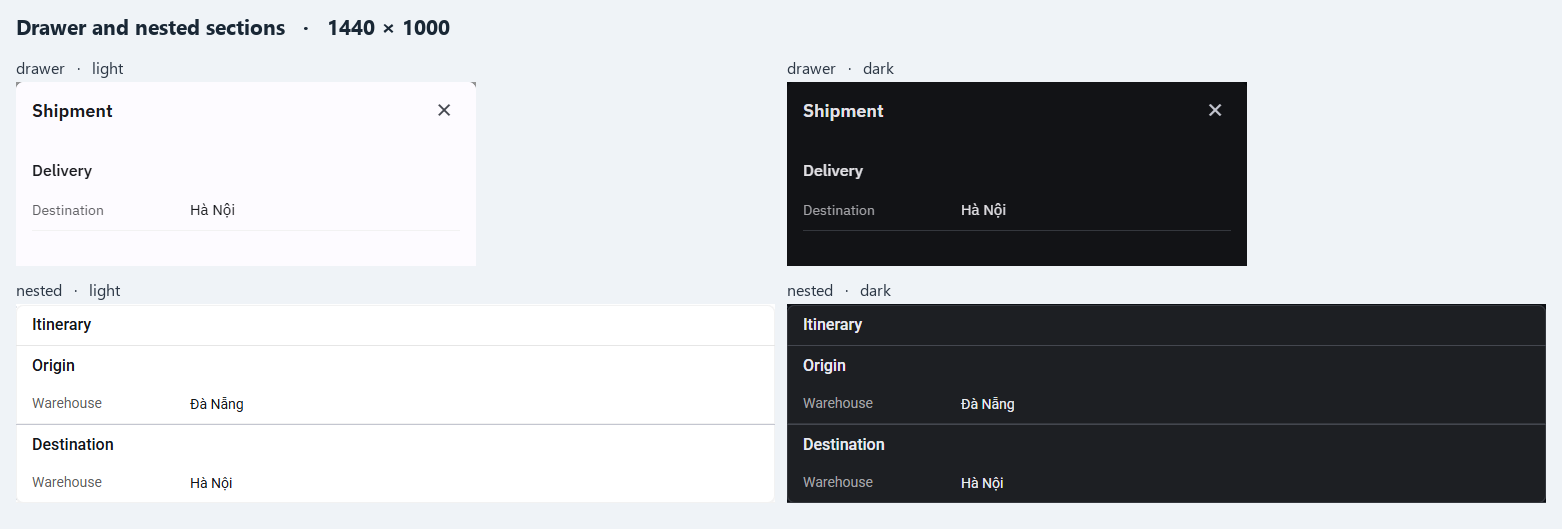 Drawer and nested sections · 1440 × 1000
drawer · light
drawer · dark
Shipment ✕
Shipment ✕
Delivery
Delivery
Destination Hà Nội
Destination Hà Nội
nested · light
nested · dark
Itinerary
Itinerary
Origin
Origin
Warehouse Đà Nẵng
Warehouse Đà Nẵng
Destination
Destination
Warehouse Hà Nội
Warehouse Hà Nội